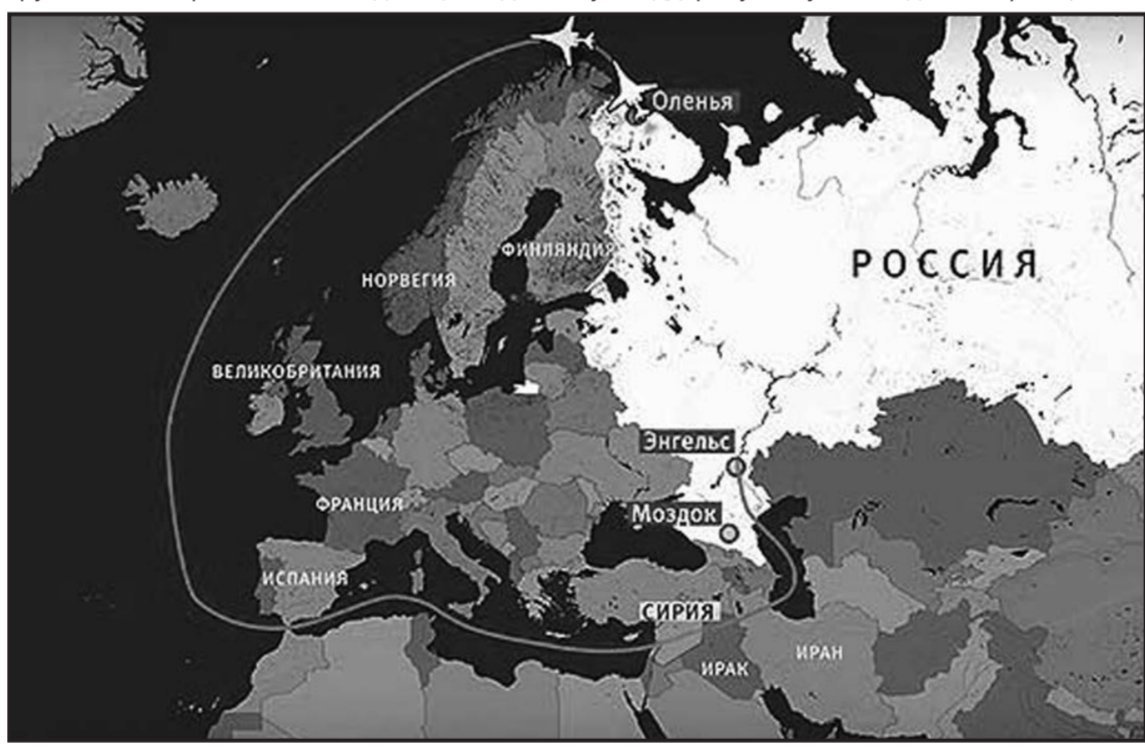 Оленья
ФИНЛЯНДИЯ
РОССИЯ
НОРВЕГИЯ
ВЕЛИКОБРИТАНИЯ
Энгельс
ФРАНЦИЯ
Моздок
ИСПАНИЯ
СИРИЯ
ИРАК
ИРАН